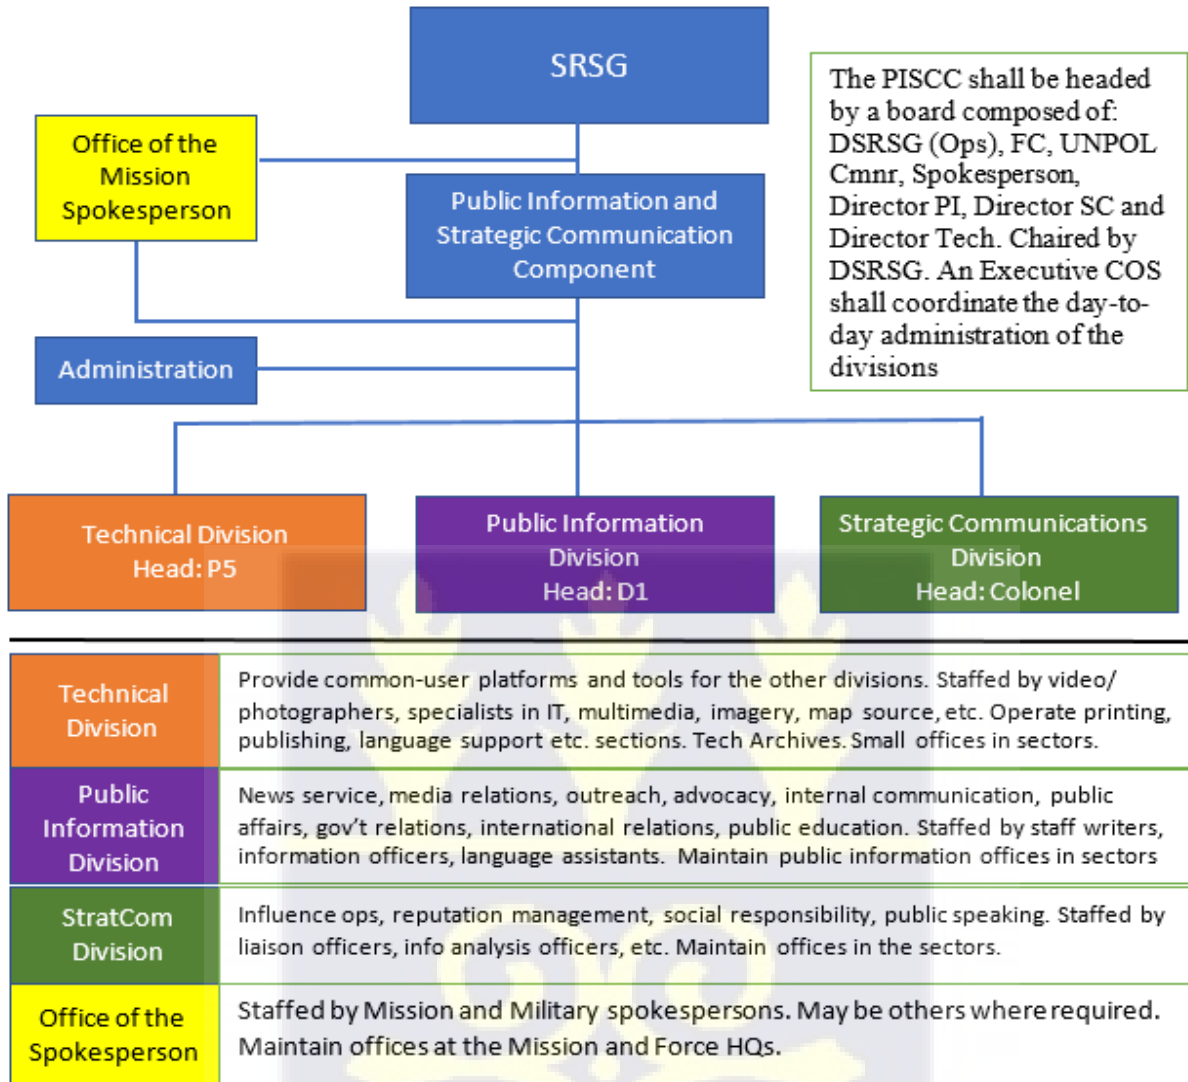 SRSG
The PISCC shall be headed
by a board composed of:
DSRSG (Ops), FC, UNPOL
Cmnr, Spokesperson,
Director PI, Director SC and
Director Tech. Chaired by
DSRSG. An Executive COS
shall coordinate the day-to-
day administration of the
divisions
Office of the
Mission
Spokesperson
Public Information and
Strategic Communication
Component
Administration
Technical Division
Head: P5
Public Information
Division
Head: D1
Strategic Communications
Division
Head: Colonel
Technical
Division
Provide common-user platforms and tools for the other divisions. Staffed by video/
photographers, specialists in IT, multimedia, imagery, map source, etc. Operate printing,
publishing, language support etc. sections. Tech Archives. Small offices in sectors.
Public
Information
Division
News service, media relations, outreach, advocacy, internal communication, public
affairs, gov't relations, international relations, public education. Staffed by staff writers,
information officers, language assistants. Maintain public information offices in sectors
StratCom
Division
Influence ops, reputation management, social responsibility, public speaking. Staffed by
liaison officers, info analysis officers, etc. Maintain offices in the sectors.
Office of the
Spokesperson
Staffed by Mission and Military spokespersons. May be others where required.
Maintain offices at the Mission and Force HQs.